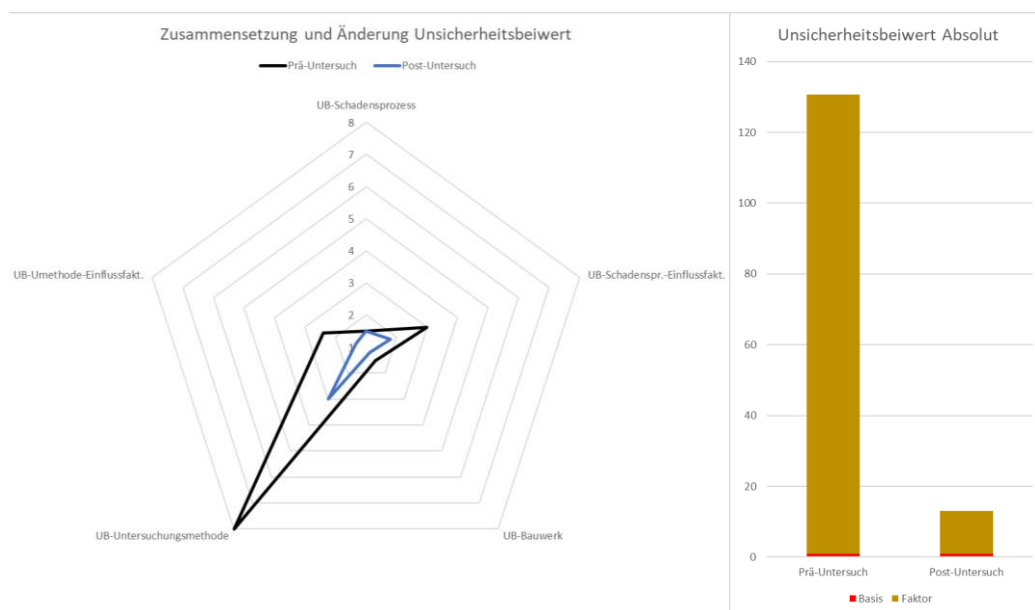 Zusammensetzung und Änderung Unsicherheitsbeiwert
Prä-Untersuch Post-Untersuch
UB-Schadensprozess
8
7
6
5
4
3
2
1
UB-Umethode-Einflussfakt.
UB-Schadenspr.-Einflussfakt.
UB-Untersuchungsmethode
UB-Bauwerk
Unsicherheitsbeiwert Absolut
140
120
100
80
60
40
20
0
Prä-Untersuch Post-Untersuch
Basis Faktor